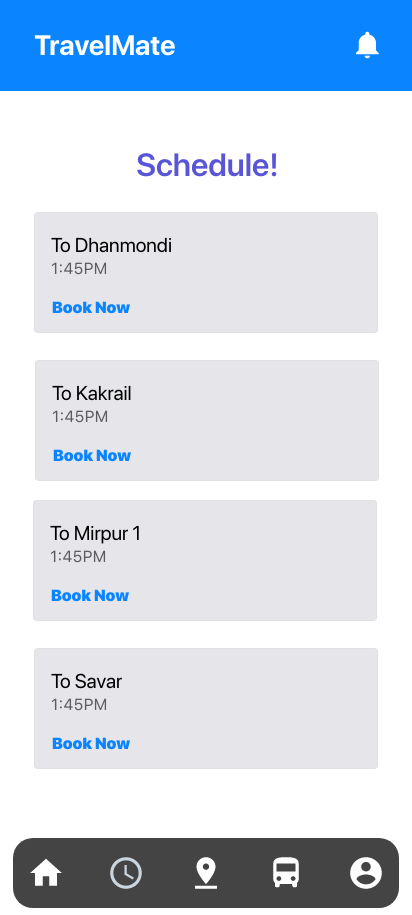 TravelMate
Schedule!
To Dhanmondi
1:45PM
Book Now
To Kakrail
1:45PM
Book Now
To Mirpur 1
1:45PM
Book Now
To Savar
1:45PM
Book Now